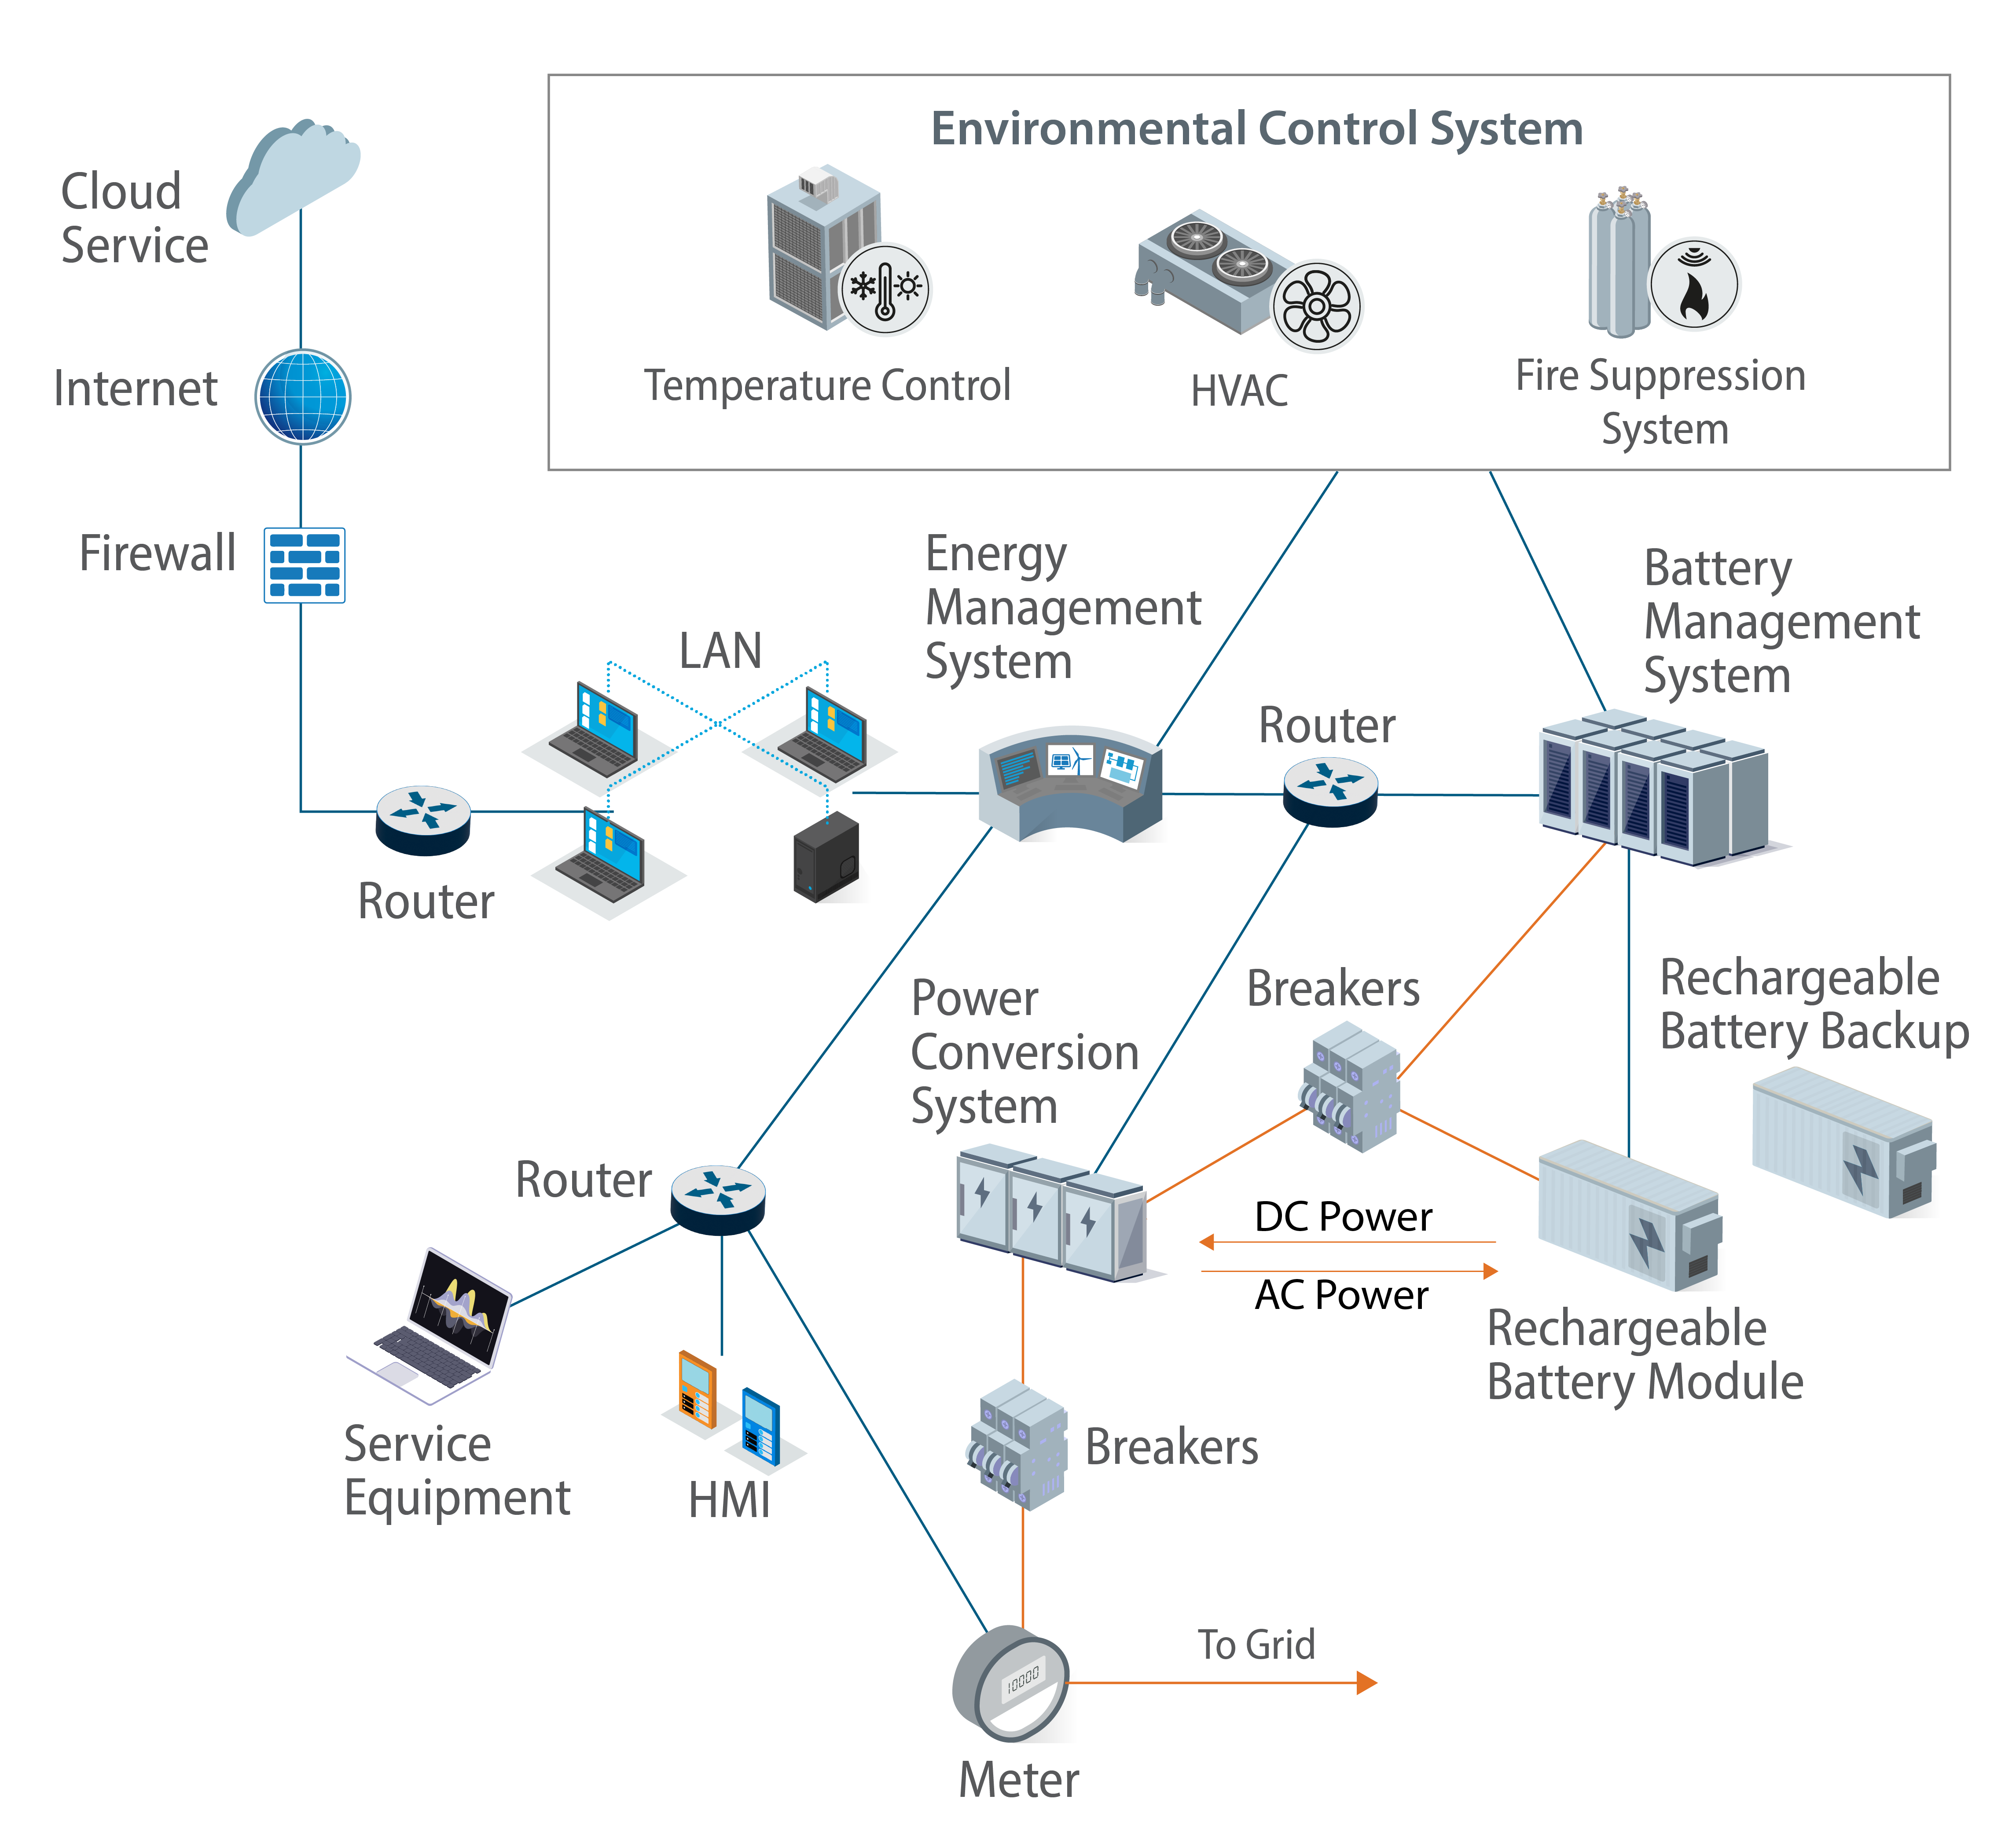 Environmental Control System
Cloud
Service
Temperature Control
HVAC
Fire Suppression
System
Internet
Firewall
LAN
Energy
Management
System
Battery
Management
System
Router
Router
Power
Conversion
System
Breakers
Rechargeable
Battery Backup
Router
DC Power
AC Power
Rechargeable
Battery Module
Service
Equipment
HMI
Breakers
To Grid
10000
Meter